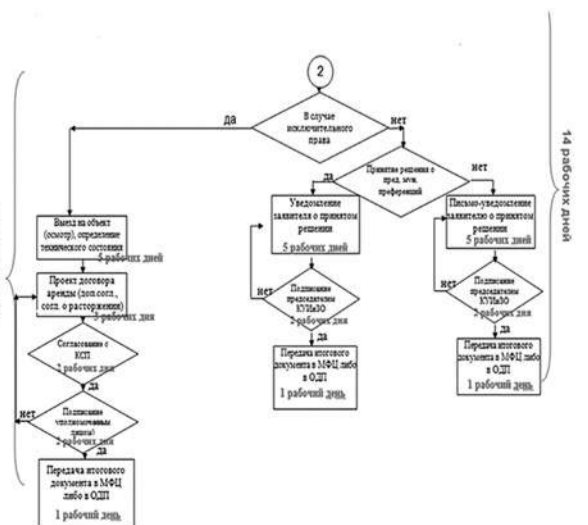 2
В случае
исключительного
права
да
нет
Принятие решения о
пред. мун.
преференций
да
нет
14 рабочих дней
Выезд на объект
(осмотр), определение
технического состояния
5 рабочих дней
Проект договора
аренды (доп.согл.,
согл. о расторжении)
3 рабочих дня
Согласование с
КСП
2 рабочих дня
да
нет
Подписание
уполномоченным
лицом)
2 рабочих дня
да
Передача итогового
документа в МФЦ
либо в ОДП
1 рабочий день
Уведомление
заявителя о принятом
решении
5 рабочих дней
нет
Подписание
председателем
КУИиЗО
2 рабочих дня
да
Передача итогового
документа в МФЦ либо
в ОДП
1 рабочий день
Письмо-уведомление
заявителю о принятом
решении
5 рабочих дней
нет
Подписание
председателем
КУИиЗО
2 рабочих дня
да
Передача итогового
документа в МФЦ либо
в ОДП
1 рабочий день